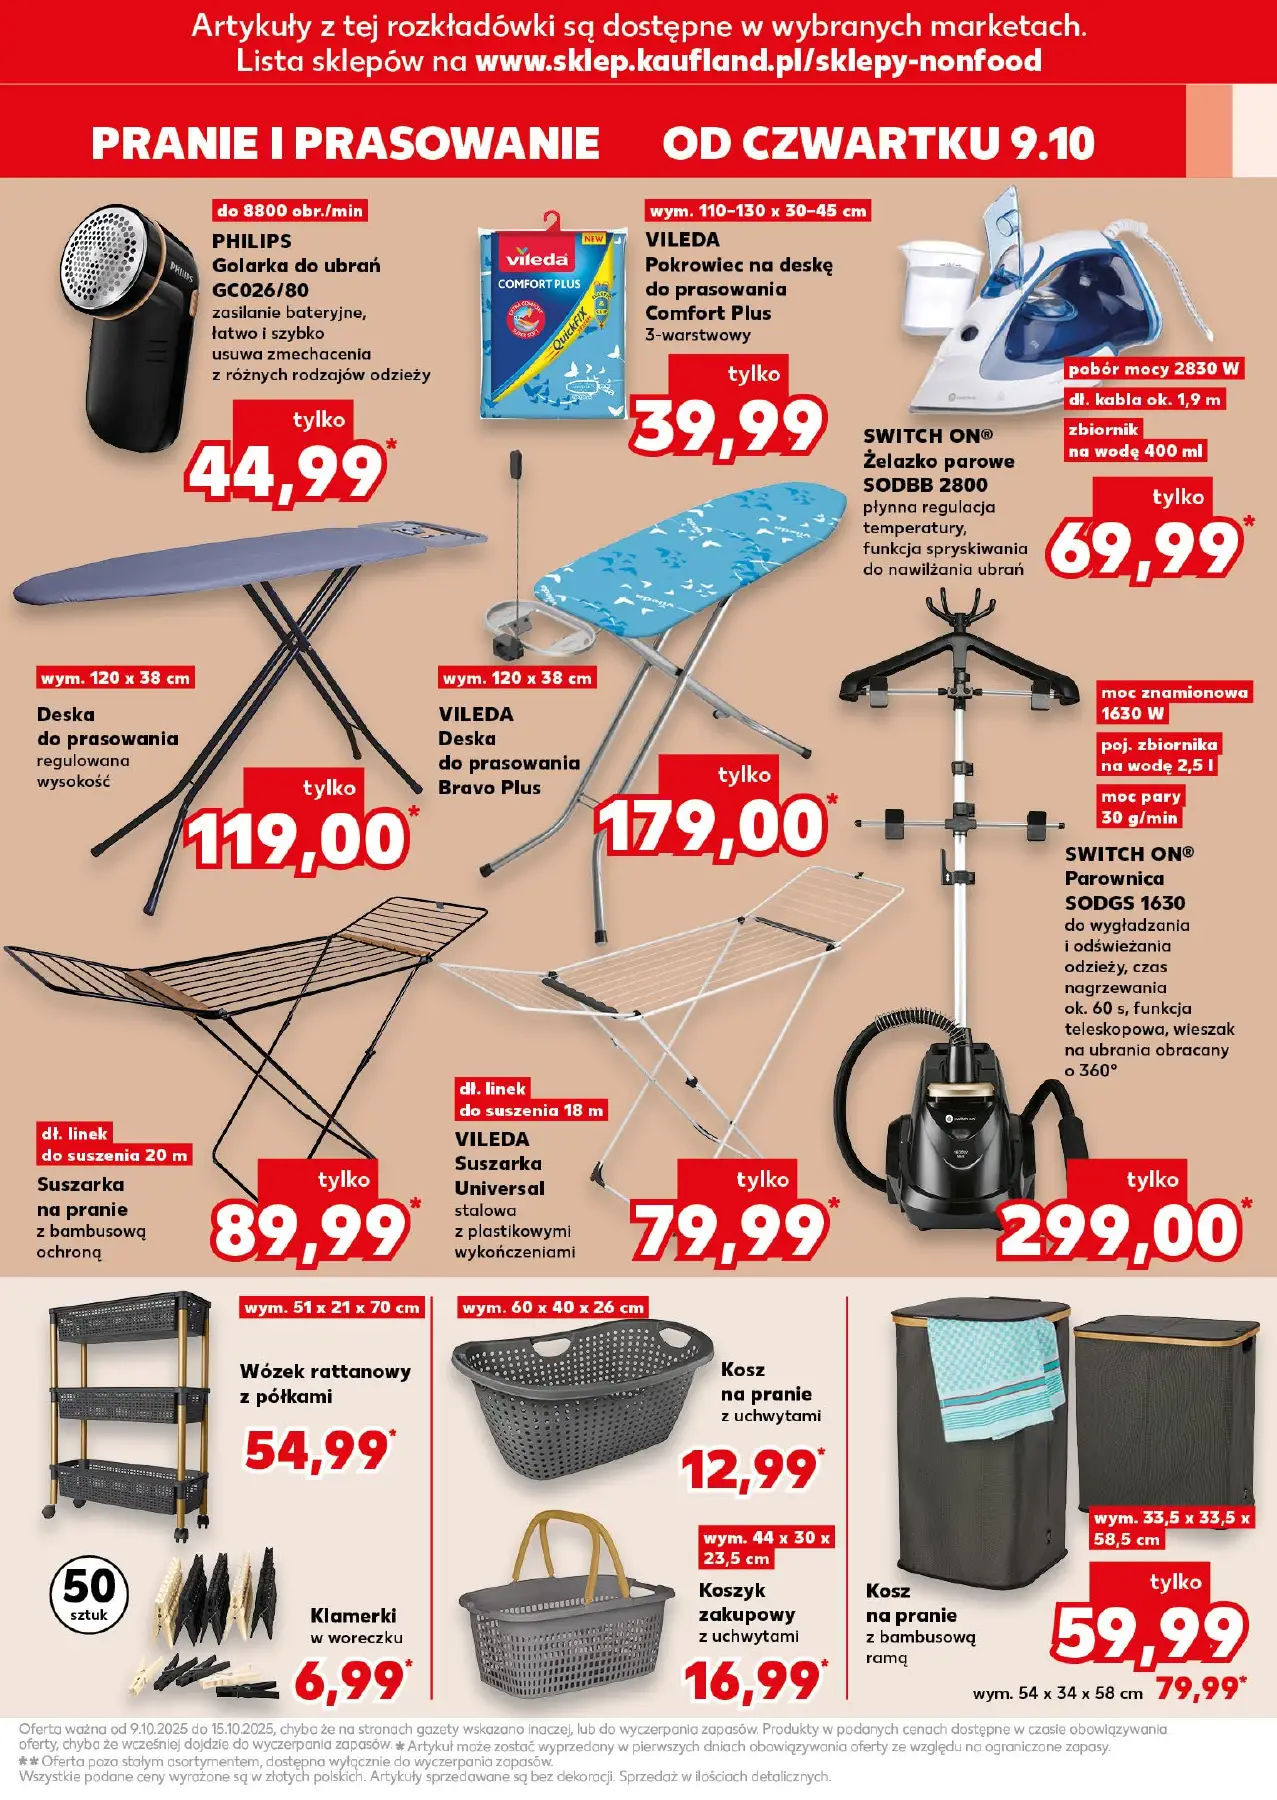 Artykuły z tej rozkładówki są dostępne w wybranych marketach.
Lista sklepów na www.sklep.kaufland.pl/sklepy-nonfood
PRANIE I PRASOWANIE OD CZWARTKU 9.10
PHILIPS
do 8800 obr./min
PHILIPS
Golarka do ubrań
GC026/80
zasilanie bateryjne,
łatwo i szybko
usuwa zmechacenia
z różnych rodzajów odzieży
tylko
44,99*
vileda
NEW
COMFORT PLUS
QuickFIX
wym. 110–130 x 30–45 cm
VILEDA
Pokrowiec na deskę
do prasowania
Comfort Plus
3-warstwowy
tylko
39,99
pobór mocy 2830 W
dł. kabla ok. 1,9 m
zbiornik
na wodę 400 ml
SWITCH ON®
Żelazko parowe
SODBB 2800
płynna regulacja
temperatury,
funkcja spryskiwania
do nawilżania ubrań
tylko
69,99*
wym. 120 x 38 cm
Deska
do prasowania
regulowana
wysokość
tylko
119,00*
vileda
vileda
wym. 120 x 38 cm
VILEDA
Deska
do prasowania
Bravo Plus
tylko
179,00*
moc znamionowa
1630 W
poj. zbiornika
na wodę 2,5 l
moc pary
30 g/min
SWITCH ON®
Parownica
SODGS 1630
do wygładzania
i odświeżania
odzieży, czas
nagrzewania
ok. 60 s, funkcja
teleskopowa, wieszak
na ubrania obracany
o 360°
tylko
299,00*
dł. linek
do suszenia 20 m
Suszarka
na pranie
z bambusową
ochroną
tylko
89,99*
dł. linek
do suszenia 18 m
VILEDA
Suszarka
Universal
stalowa
z plastikowymi
wykończeniami
tylko
79,99*
wym. 51 x 21 x 70 cm
Wózek rattanowy
z półkami
54,99*
50
sztuk
Klamerki
w woreczku
6,99*
wym. 60 x 40 x 26 cm
Kosz
na pranie
z uchwytami
12,99*
wym. 44 x 30 x
23,5 cm
Koszyk
zakupowy
z uchwytami
16,99*
wym. 33,5 x 33,5 x
58,5 cm
Kosz
na pranie
z bambusową
ramą
tylko
59,99*
wym. 54 x 34 x 58 cm 79,99*
Oferta ważna od 9.10.2025 do 15.10.2025, chyba że na stronach gazety wskazano inaczej, lub do wyczerpania zapasów. Produkty w podanych cenach dostępne w czasie obowiązywania
oferty, chyba że wcześniej dojdzie do wyczerpania zapasów. * Artykuł może zostać wyprzedany w pierwszych dniach obowiązywania oferty ze względu na ograniczone zapasy.
** Oferta poza stałym asortymentem, dostępna wyłącznie do wyczerpania zapasów.
Wszystkie podane ceny wyrażone są w złotych polskich. Artykuły sprzedawane są bez dekoracji. Sprzedaż w ilościach detalicznych.